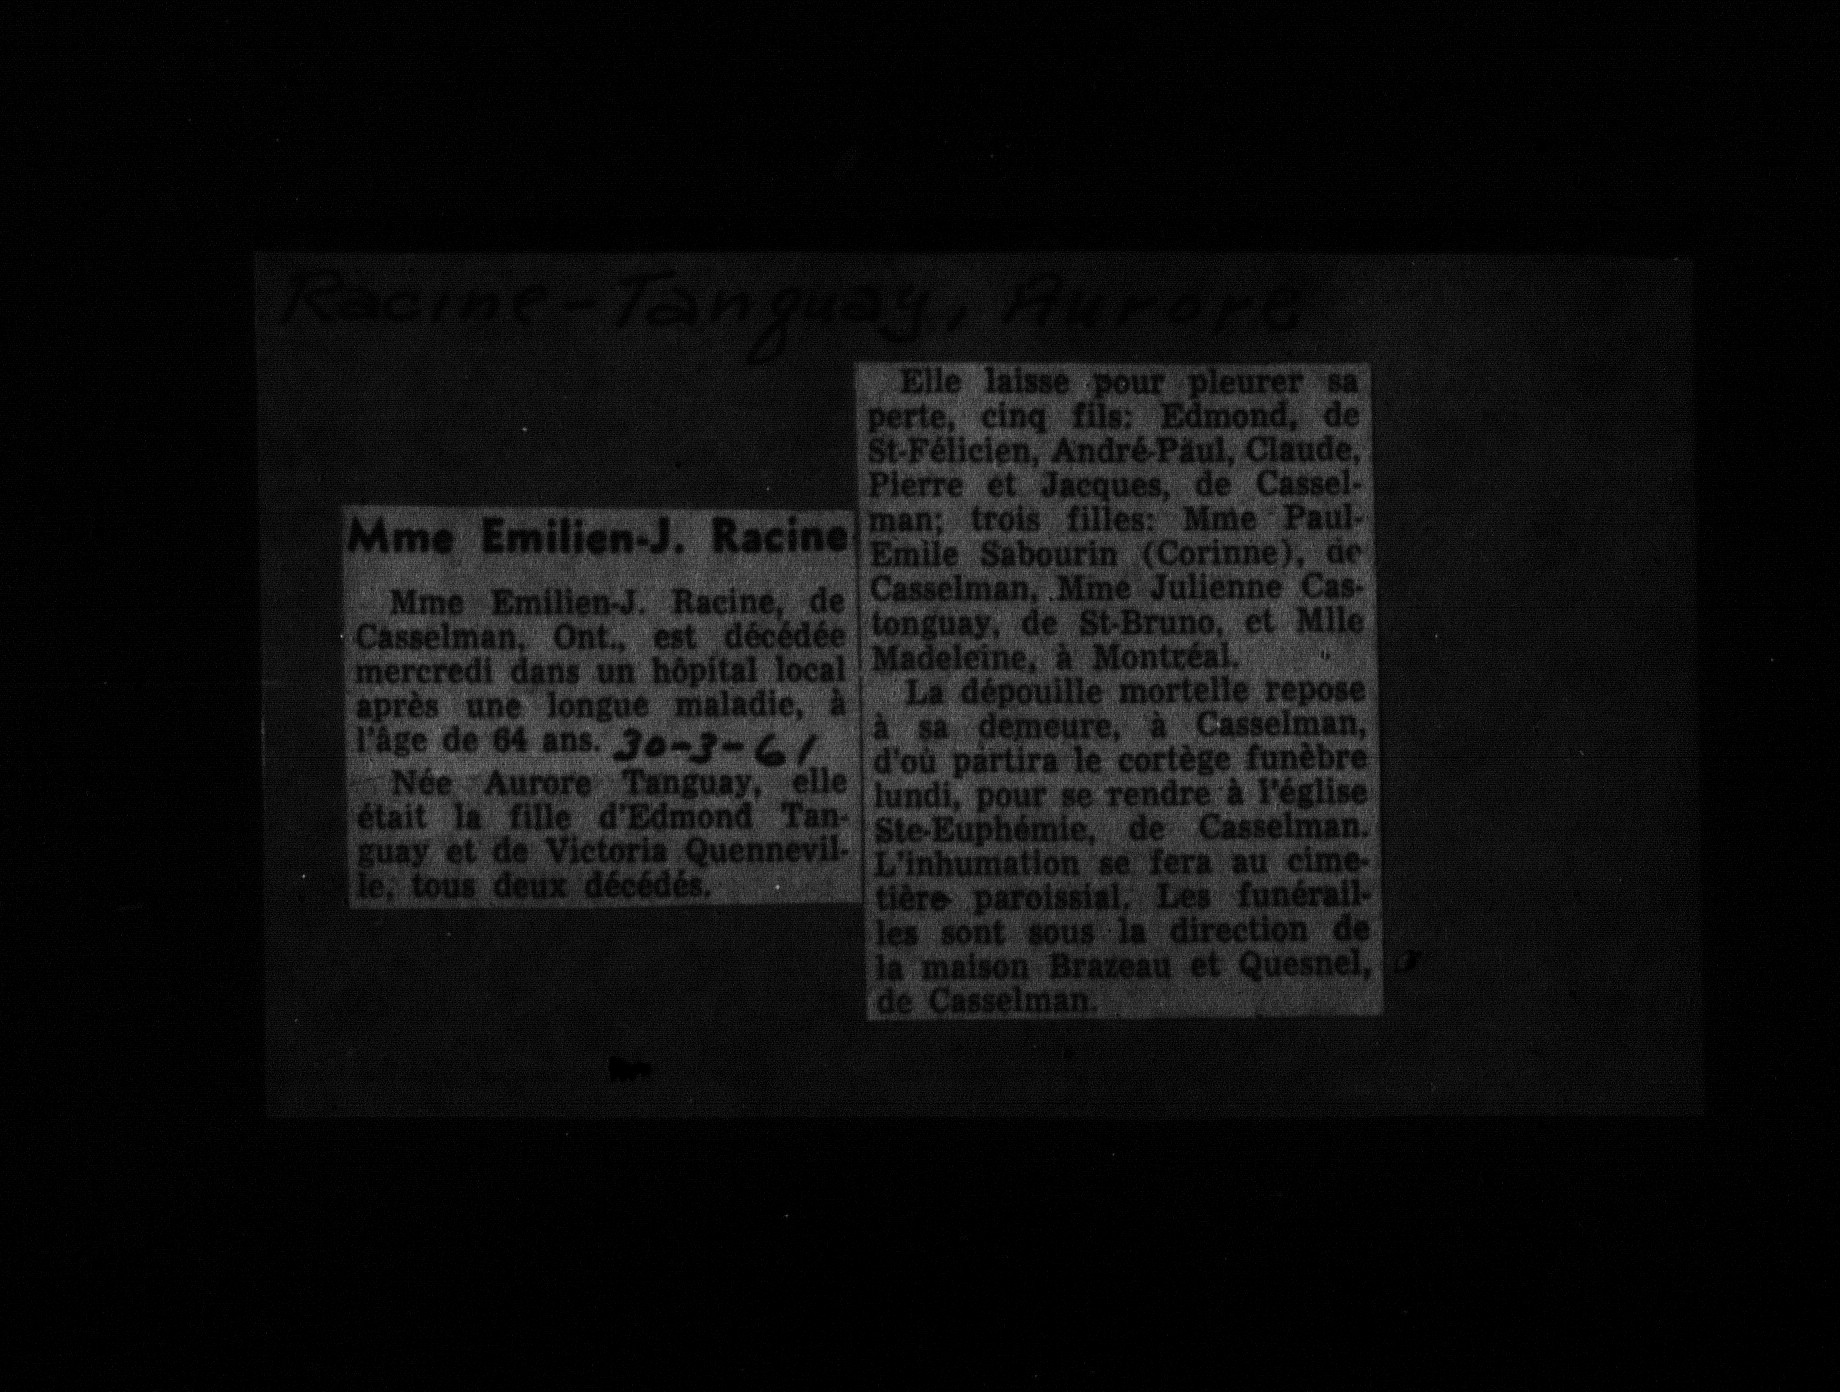 Racine-Tanguay, Aurore
Mme Emilien-J. Racine
Mme Emilien-J. Racine, de
Casselman, Ont., est décédée
mercredi dans un hôpital local
après une longue maladie, à
l'âge de 64 ans. 30-3-61
Née Aurore Tanguay, elle
était la fille d'Edmond Tan-
guay et de Victoria Quennevil-
le, tous deux décédés.
Elle laisse pour pleurer sa
perte, cinq fils: Edmond, de
St-Félicien, André-Paul, Claude,
Pierre et Jacques, de Cassel-
man; trois filles: Mme Paul-
Emile Sabourin (Corinne), de
Casselman, Mme Julienne Cas-
tonguay, de St-Bruno, et Mlle
Madeleine, à Montréal.
La dépouille mortelle repose
à sa demeure, à Casselman,
d'où partira le cortège funèbre
lundi, pour se rendre à l'église
Ste-Euphémie, de Casselman.
L'inhumation se fera au cime-
tière paroissial. Les funérail-
les sont sous la direction de
la maison Brazeau et Quesnel,
de Casselman.